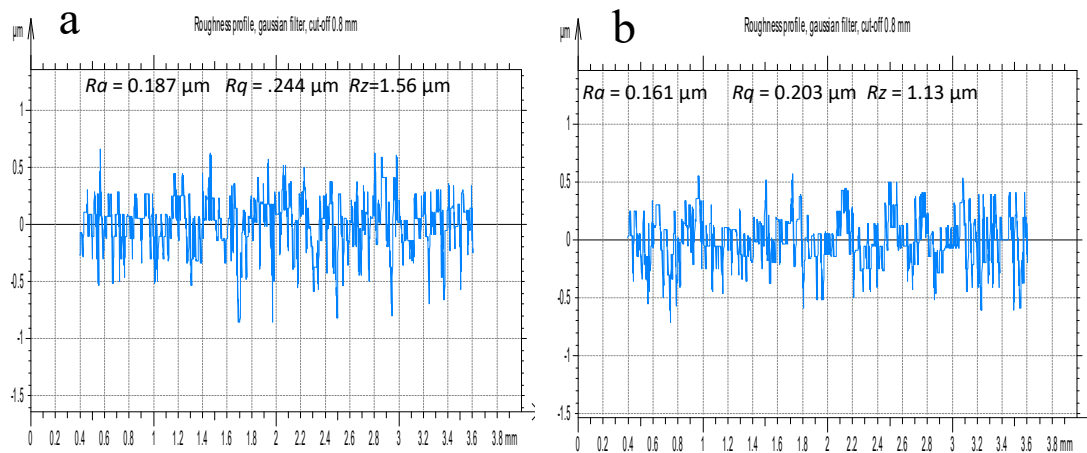 a
Roughness profile, gaussian filter, cut-off 0.8 mm
µm
Ra = 0.187 µm Rq = .244 µm Rz=1.56µm
1
0.5
0
-0.5
-1
-1.5
0 0.2 0.4 0.6 0.8 1 1.2 1.4 1.6 1.8 2 2.2 2.4 2.6 2.8 3 3.2 3.4 3.6 3.8 mm
b
Roughness profile, gaussian filter, cut-off 0.8 mm
µm
Ra = 0.161 µm Rq = 0.203 µm Rz = 1.13 µm
1
0.5
0
-0.5
-1
-1.5
0 0.2 0.4 0.6 0.8 1 1.2 1.4 1.6 1.8 2 2.2 2.4 2.6 2.8 3 3.2 3.4 3.6 3.8 mm